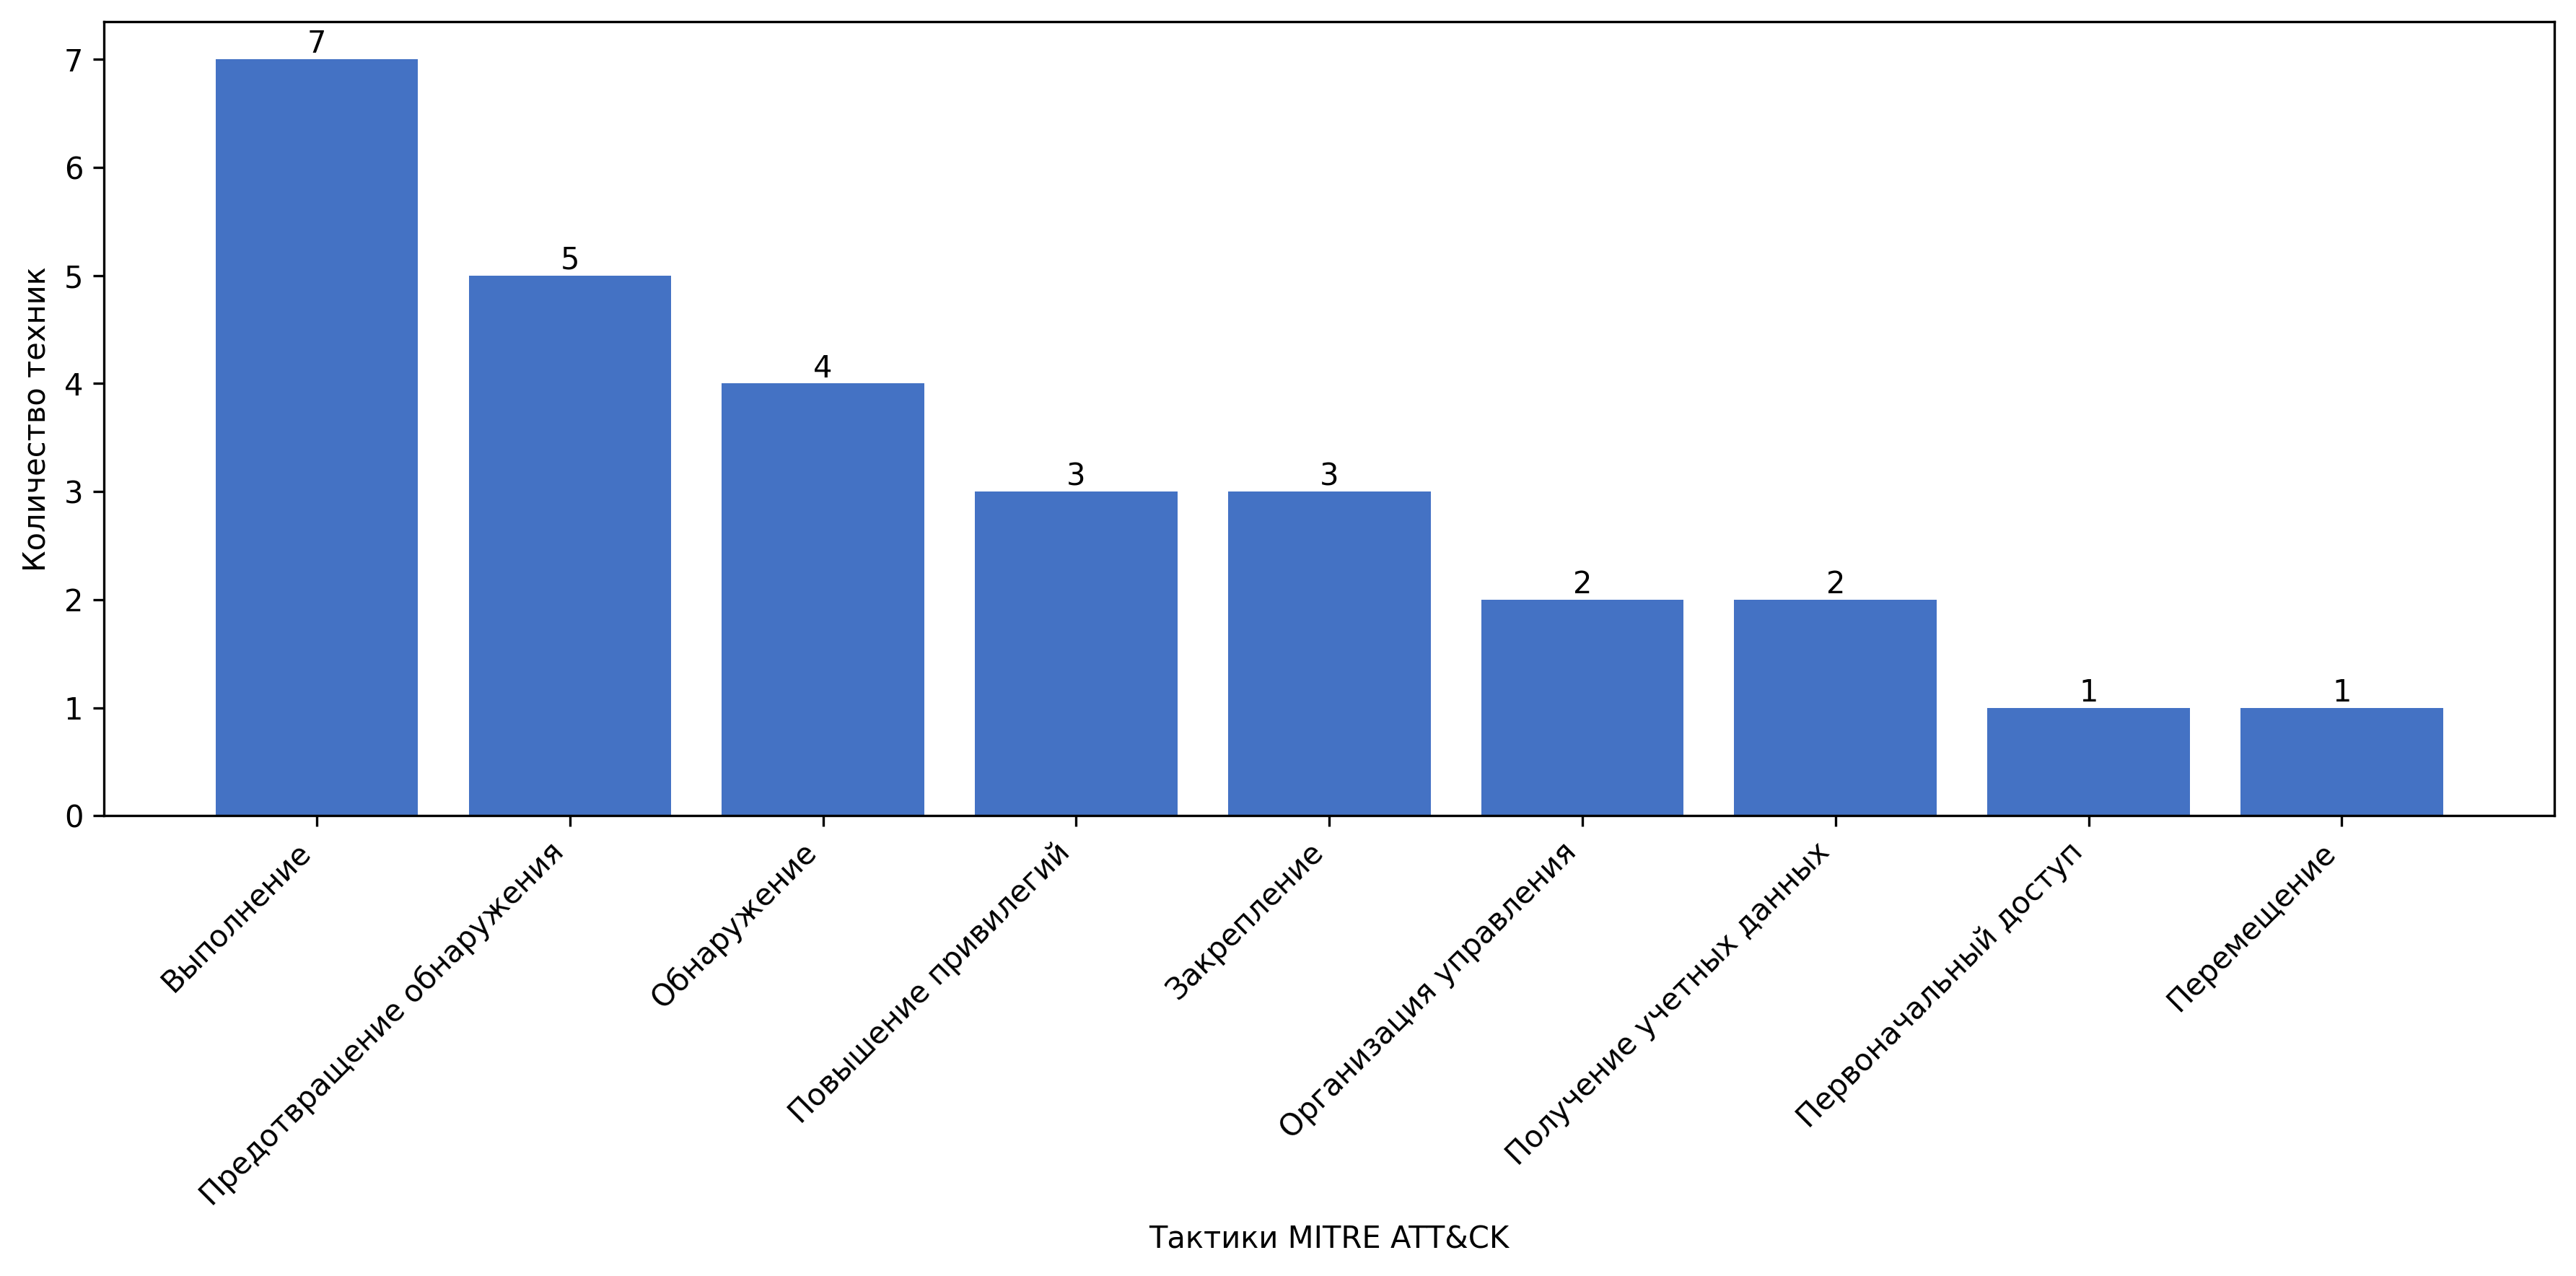 Количество техник
7
6
5
4
3
2
1
0
7
5
4
3
3
2
2
1
1
Выполнение
Предотвращение обнаружения
Обнаружение
Повышение привилегий
Закрепление
Организация управления
Получение учетных данных
Первоначальный доступ
Перемещение
Тактики MITRE ATT&CK